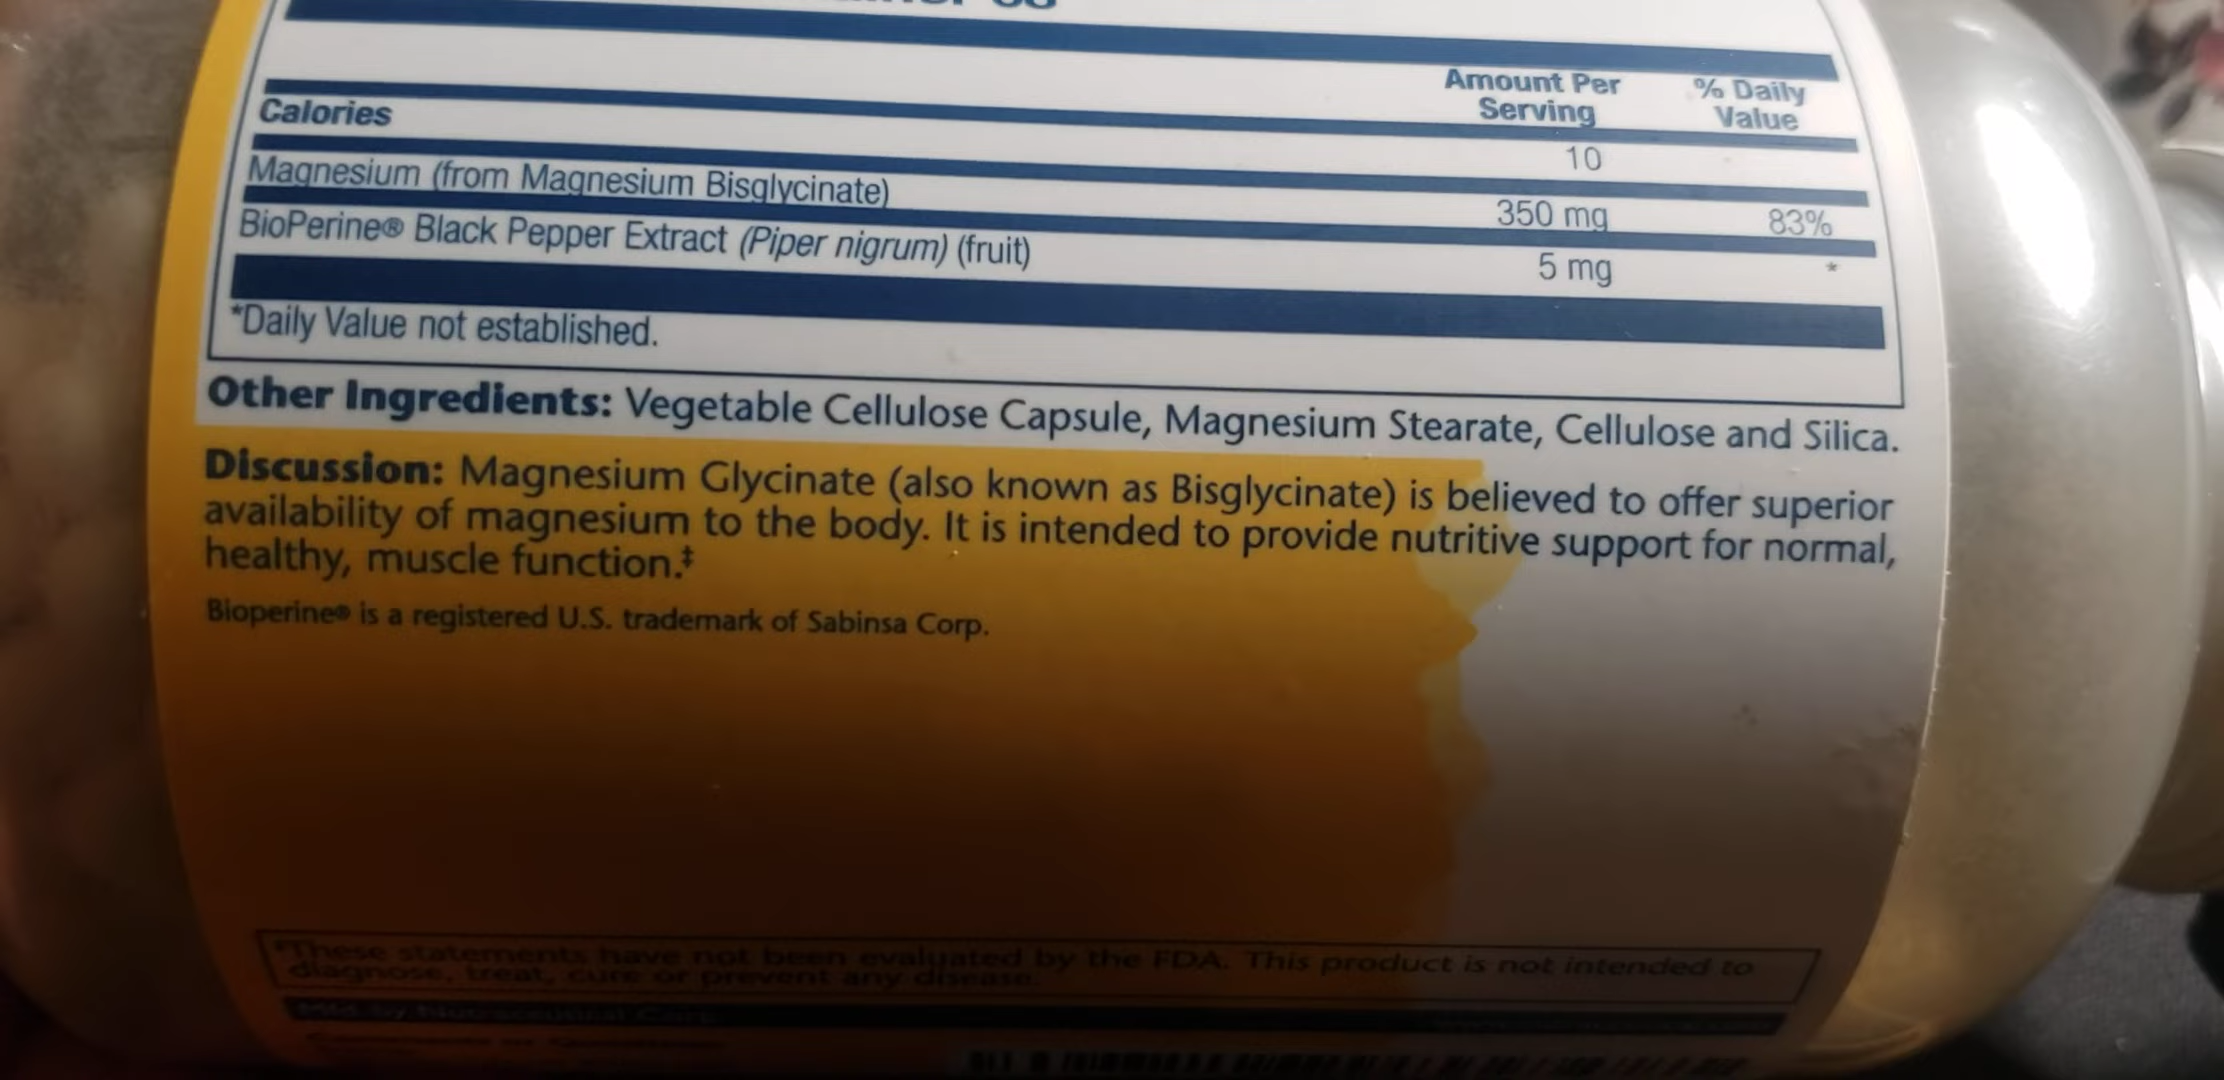 Amount Per % Daily
Serving Value
Calories 10
Magnesium (from Magnesium Bisglycinate) 350 mg 83%
BioPerine® Black Pepper Extract (Piper nigrum) (fruit) 5 mg *
*Daily Value not established.
Other Ingredients: Vegetable Cellulose Capsule, Magnesium Stearate, Cellulose and Silica.
Discussion: Magnesium Glycinate (also known as Bisglycinate) is believed to offer superior
availability of magnesium to the body. It is intended to provide nutritive support for normal,
healthy, muscle function.‡
Bioperine® is a registered U.S. trademark of Sabinsa Corp.
‡These statements have not been evaluated by the FDA. This product is not intended to
diagnose, treat, cure or prevent any disease.
Mfd by Nutraceutical Corp.